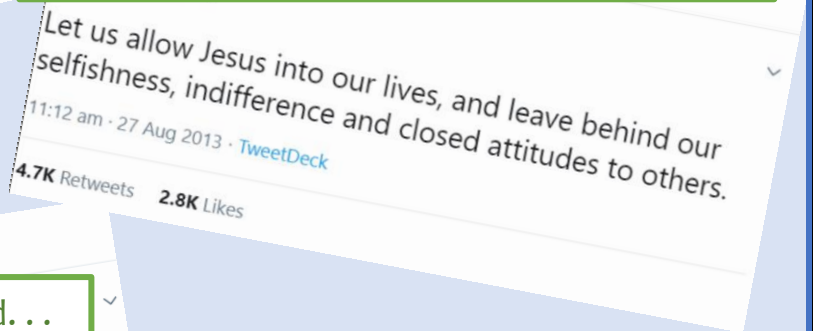 Let us allow Jesus into our lives, and leave behind our
selfishness, indifference and closed attitudes to others.
11:12 am · 27 Aug 2013 · TweetDeck
4.7K Retweets 2.8K Likes
d...